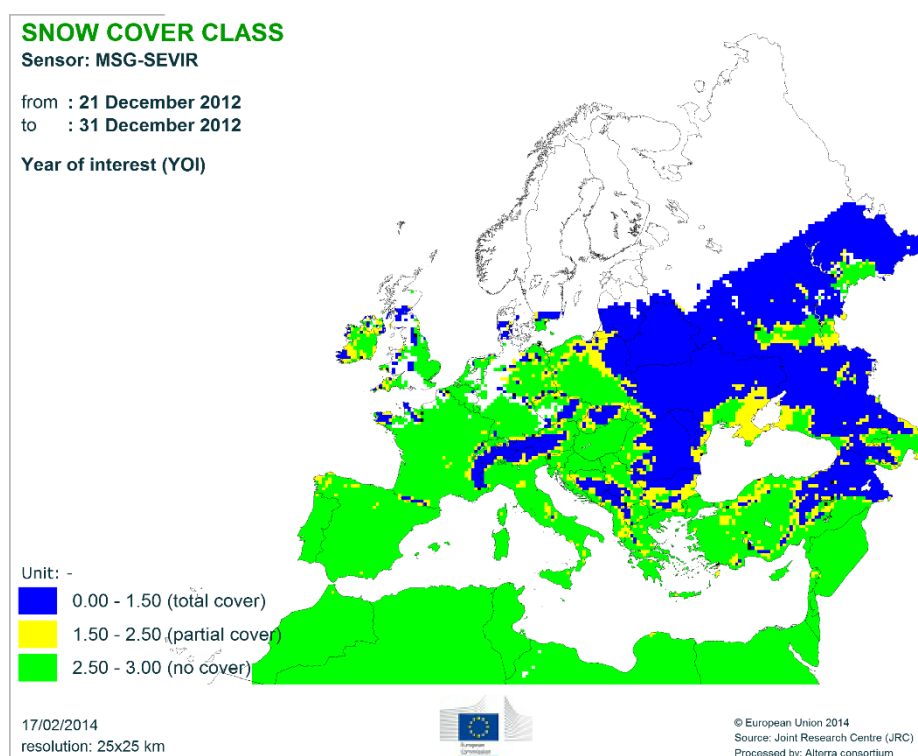 SNOW COVER CLASS
Sensor: MSG-SEVIR
from : 21 December 2012
to : 31 December 2012
Year of interest (YOI)
Unit: -
0.00 - 1.50 (total cover)
1.50 - 2.50 (partial cover)
2.50 - 3.00 (no cover)
17/02/2014
resolution: 25x25 km
European
Commission
© European Union 2014
Source: Joint Research Centre (JRC)
Processed by: Alterra consortium